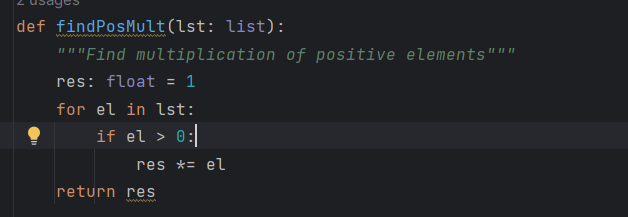 2 usages
def findPosMult(lst: list):
    """Find multiplication of positive elements"""
    res: float = 1
    for el in lst:
        if el > 0:
            res *= el
    return res